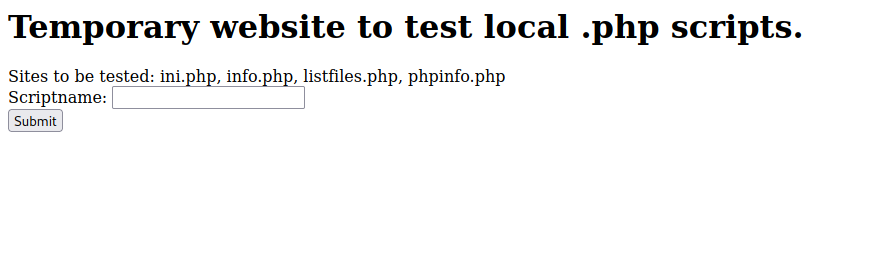 Temporary website to test local .php scripts.
Sites to be tested: ini.php, info.php, listfiles.php, phpinfo.php
Scriptname:
Submit